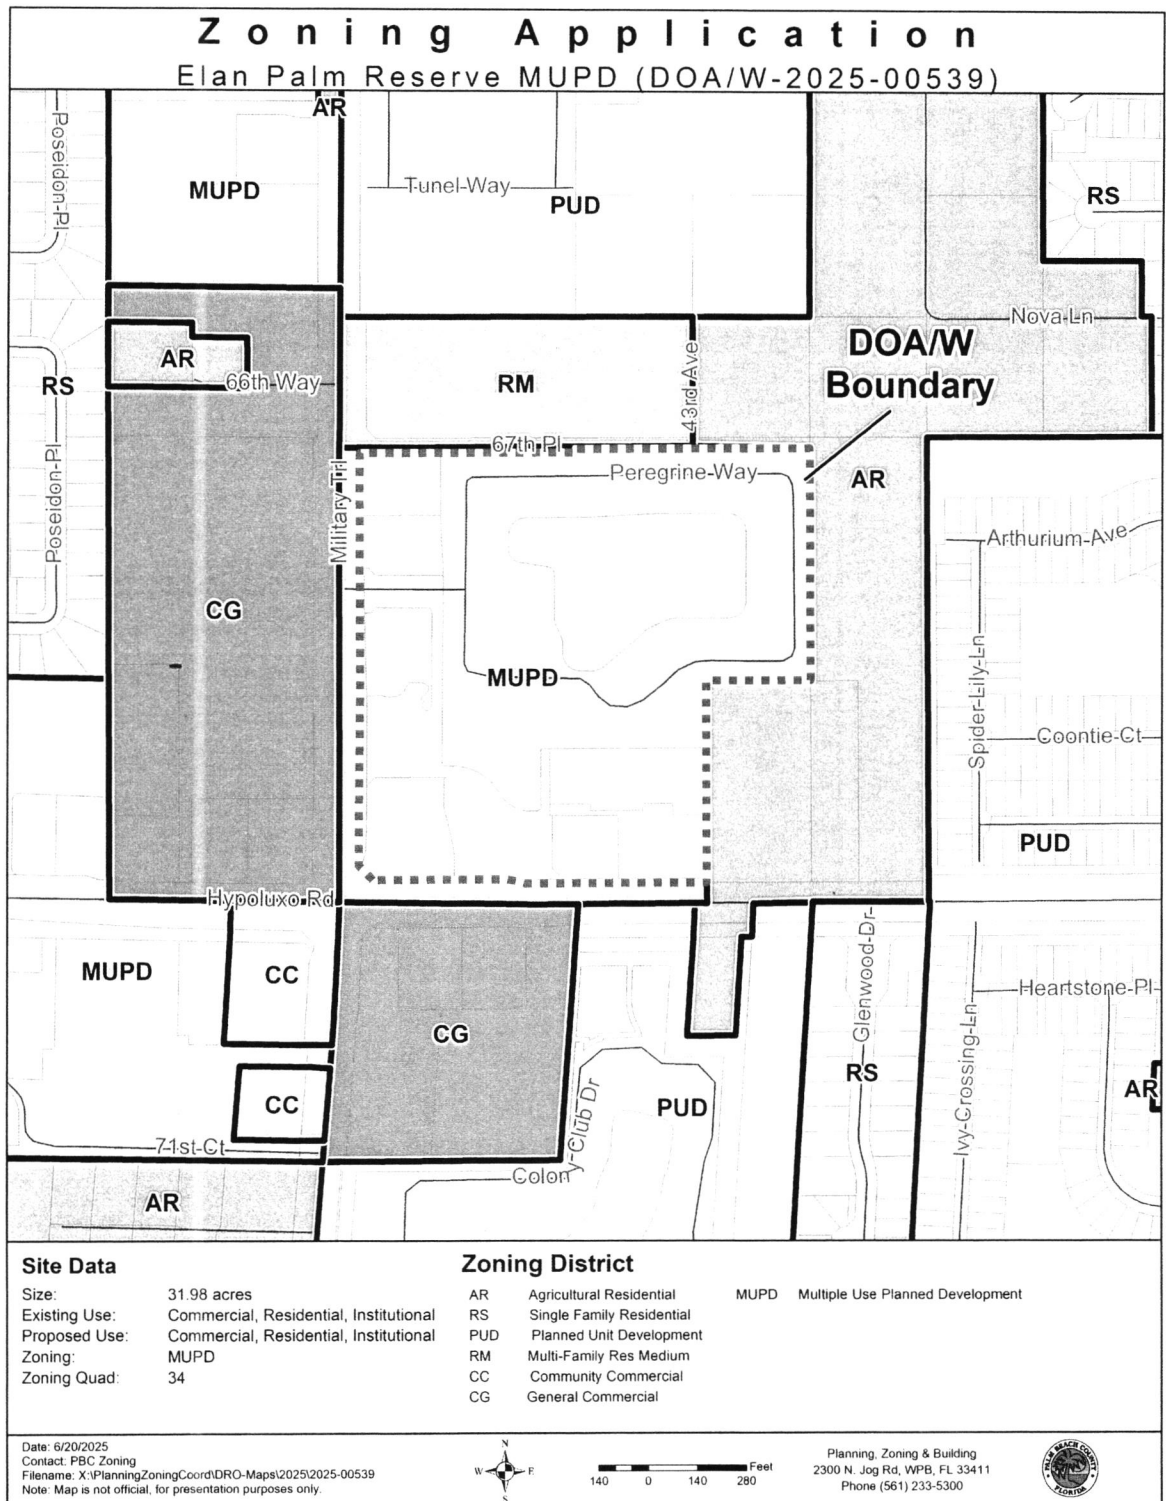 Zoning Application
Elan Palm Reserve MUPD (DOA/W-2025-00539)
AR
Poseidon-Pl
MUPD
Tunel-Way
PUD
RS
Nova-Ln
DOA/W
Boundary
AR
66th Way
RS
RM
43rd-Ave
67th-Pl
Peregrine-Way
AR
Poseidon-Pl
Military Trl
Arthurium-Ave
CG
Spider-Lily-Ln
MUPD
Coontie-Ct
PUD
Hypoluxo Rd
MUPD
CC
CG
Glenwood-Dr
Heartstone-Pl
Ivy-Crossing-Ln
RS
AR
CC
PUD
71st-Ct
Colony-Club Dr
AR
Site Data
Size: 31.98 acres
Existing Use: Commercial, Residential, Institutional
Proposed Use: Commercial, Residential, Institutional
Zoning: MUPD
Zoning Quad: 34
Zoning District
AR Agricultural Residential
RS Single Family Residential
PUD Planned Unit Development
RM Multi-Family Res Medium
CC Community Commercial
CG General Commercial
MUPD Multiple Use Planned Development
Date: 6/20/2025
Contact: PBC Zoning
Filename: X:\PlanningZoningCoord\DRO-Maps\2025\2025-00539
Note: Map is not official, for presentation purposes only.
N
W E
S
Feet
140 0 140 280
Planning, Zoning & Building
2300 N. Jog Rd, WPB, FL 33411
Phone (561) 233-5300
PALM BEACH COUNTY
FLORIDA